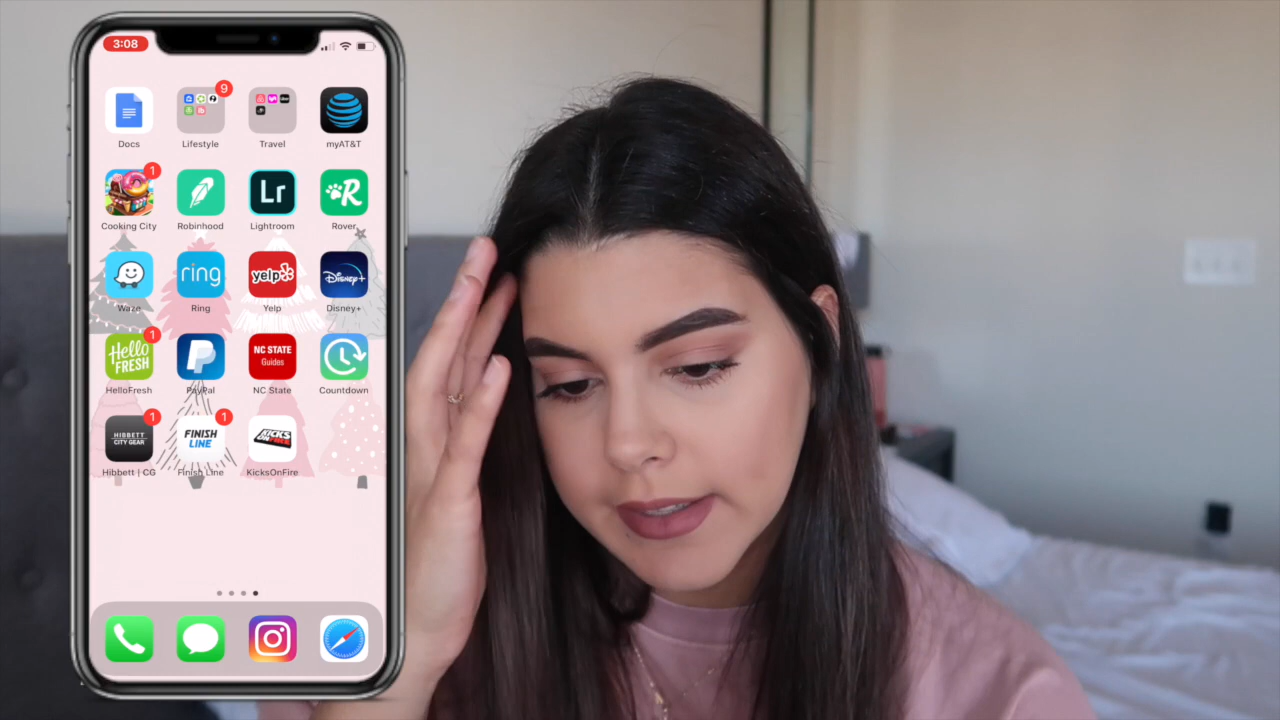 3:08
9
Docs Lifestyle Travel myAT&T
1 Lr R
Cooking City Robinhood Lightroom Rover
ring yelp Disney+
Waze Ring Yelp Disney+
Hello FRESH 1 P NC STATE Guides
HelloFresh PayPal NC State Countdown
HIBBETT CITY GEAR 1 FINISH LINE 1 KICKS ON FIRE
Hibbett | CG Finish Line KicksOnFire